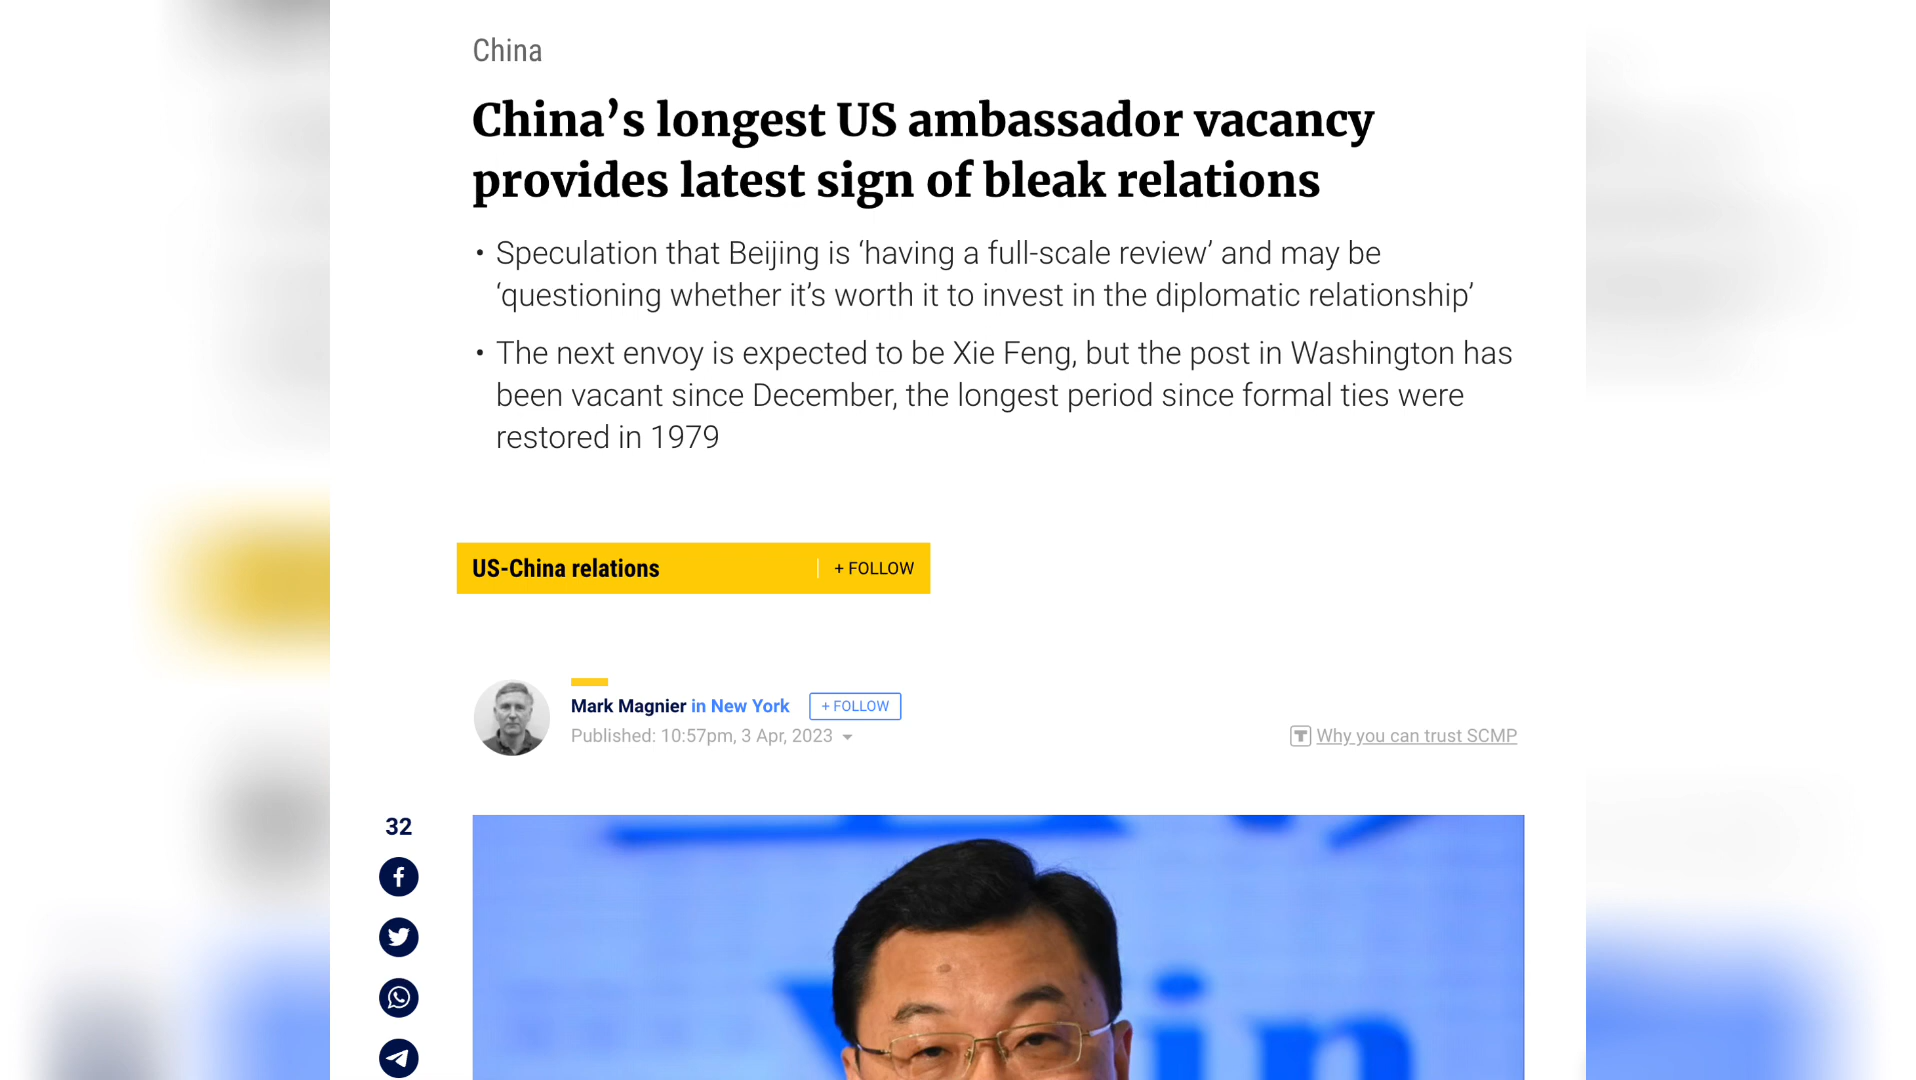 China
China’s longest US ambassador vacancy
provides latest sign of bleak relations
• Speculation that Beijing is ‘having a full-scale review’ and may be
‘questioning whether it’s worth it to invest in the diplomatic relationship’
• The next envoy is expected to be Xie Feng, but the post in Washington has
been vacant since December, the longest period since formal ties were
restored in 1979
US-China relations + FOLLOW
Mark Magnier in New York + FOLLOW
Published: 10:57pm, 3 Apr, 2023
Why you can trust SCMP
32